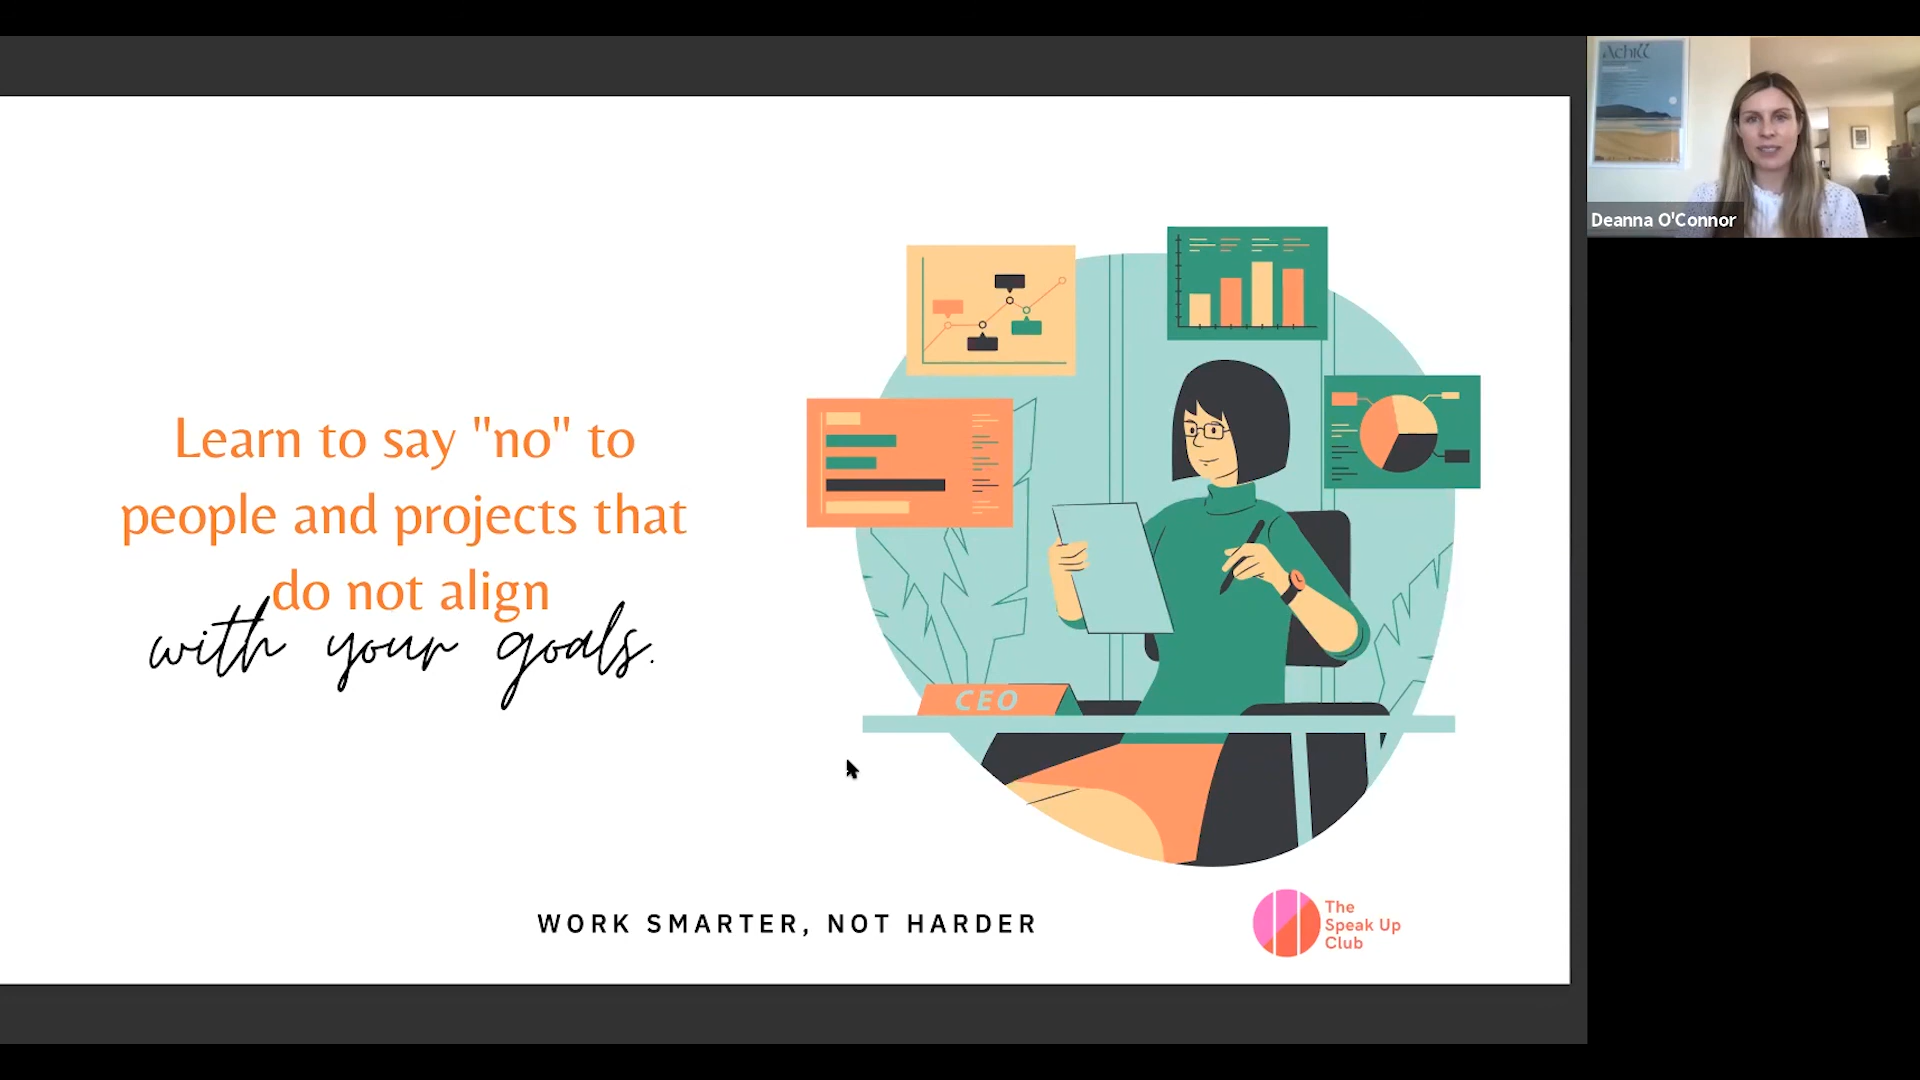 Learn to say "no" to
people and projects that
do not align
with your goals.
CEO
WORK SMARTER, NOT HARDER
The
Speak Up
Club
Achill
Deanna O'Connor